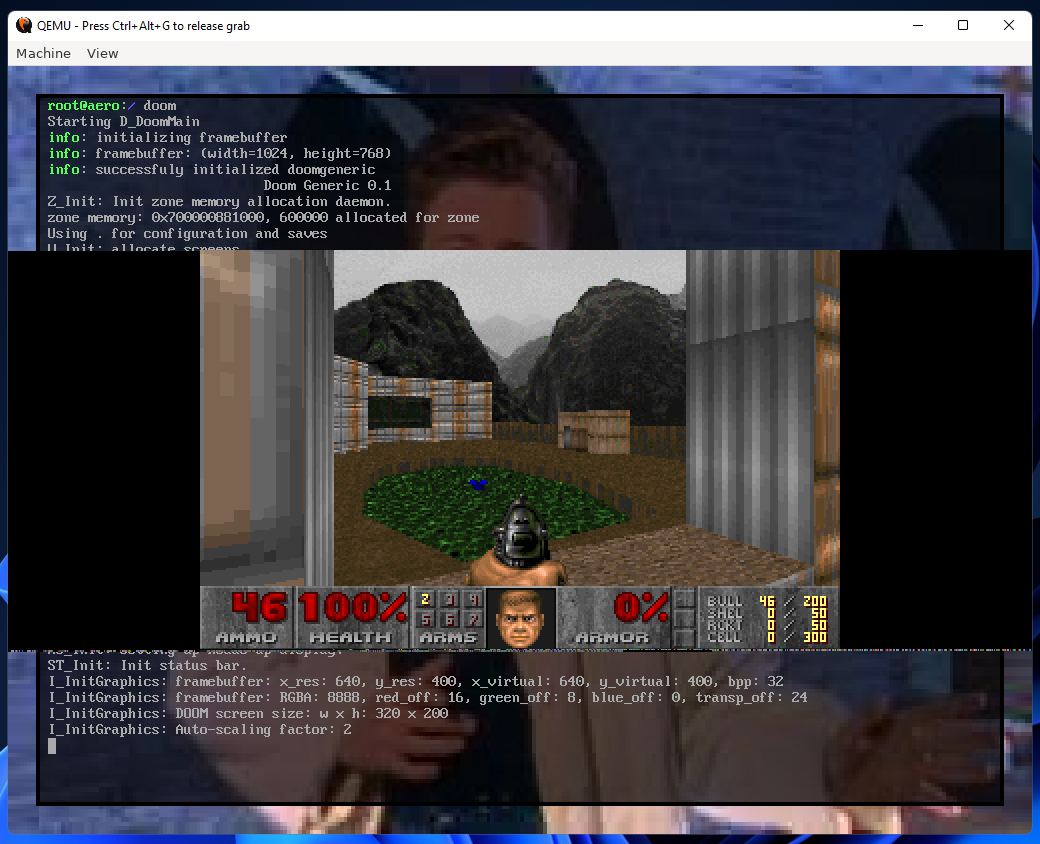 QEMU - Press Ctrl+Alt+G to release grab
Machine View
root@aero:/ doom
Starting D_DoomMain
info: initializing framebuffer
info: framebuffer: (width=1024, height=768)
info: successfuly initialized doomgeneric
Doom Generic 0.1
Z_Init: Init zone memory allocation daemon.
zone memory: 0x700000881000, 600000 allocated for zone
Using . for configuration and saves
V_Init: allocate screens.
46 100% 2 3 4 0% BULL 46 / 200
SHEL 0 / 50
5 6 7 RCKT 0 / 50
AMMO HEALTH ARMS ARMOR CELL 0 / 300
ST_Init: Init status bar.
I_InitGraphics: framebuffer: x_res: 640, y_res: 400, x_virtual: 640, y_virtual: 400, bpp: 32
I_InitGraphics: framebuffer: RGBA: 8888, red_off: 16, green_off: 8, blue_off: 0, transp_off: 24
I_InitGraphics: DOOM screen size: w x h: 320 x 200
I_InitGraphics: Auto-scaling factor: 2